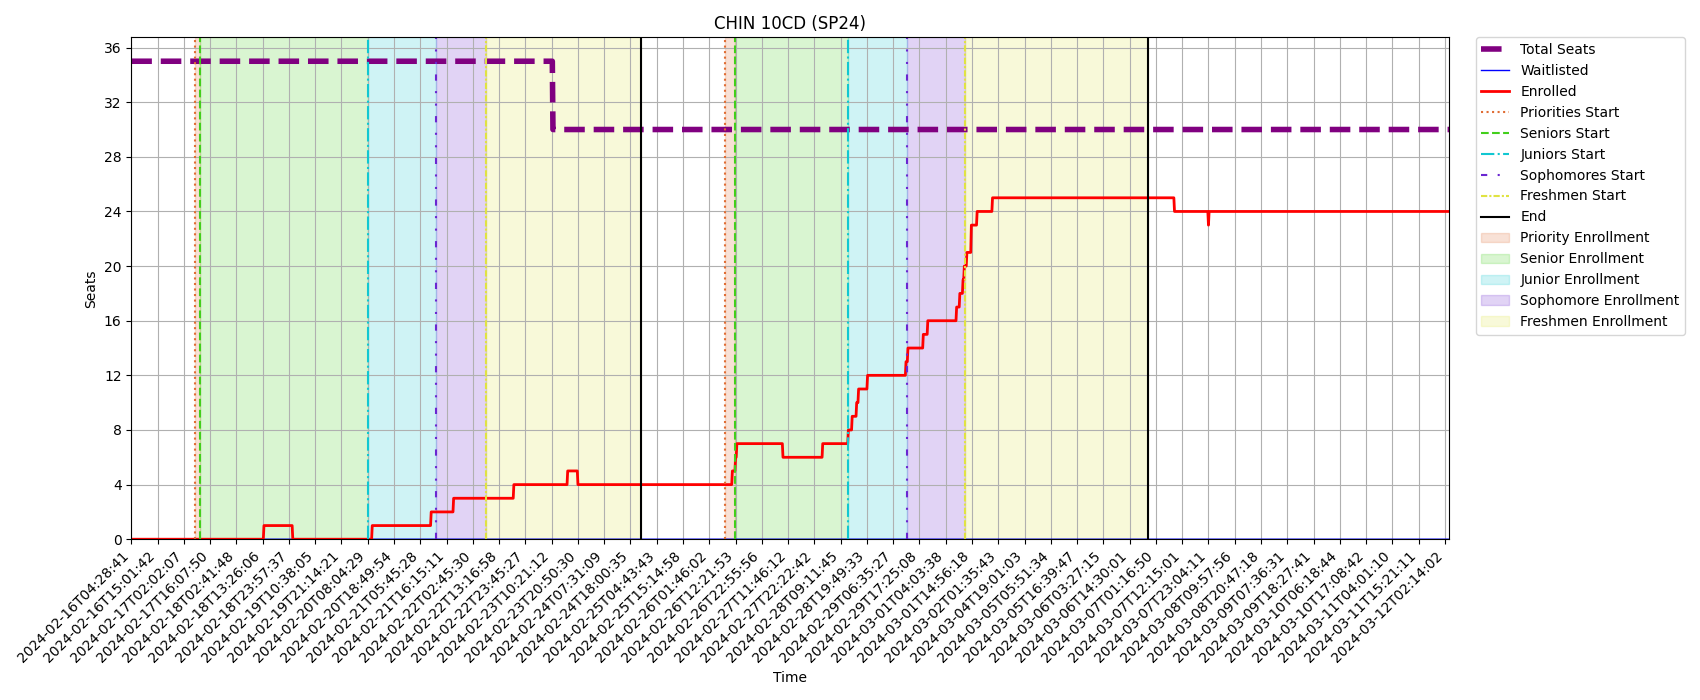 CHIN 10CD (SP24)
36
32
28
24
20
16
12
8
4
0
Seats
2024-02-16T04:28:41
2024-02-16T15:01:42
2024-02-17T02:02:07
2024-02-17T16:07:50
2024-02-18T02:41:48
2024-02-18T13:26:06
2024-02-18T23:57:37
2024-02-19T10:38:05
2024-02-19T21:14:21
2024-02-20T08:04:29
2024-02-20T18:49:54
2024-02-21T05:45:28
2024-02-21T16:15:11
2024-02-22T02:45:30
2024-02-22T13:16:58
2024-02-22T23:45:27
2024-02-23T10:21:12
2024-02-23T20:50:30
2024-02-24T07:31:09
2024-02-24T18:00:35
2024-02-25T04:43:43
2024-02-25T15:14:58
2024-02-26T01:46:02
2024-02-26T12:21:53
2024-02-26T22:55:56
2024-02-27T11:46:12
2024-02-27T22:22:42
2024-02-28T09:11:45
2024-02-28T19:49:33
2024-02-29T06:35:27
2024-02-29T17:25:08
2024-03-01T04:03:38
2024-03-01T14:56:18
2024-03-02T01:35:43
2024-03-04T19:01:03
2024-03-05T05:51:34
2024-03-05T16:39:47
2024-03-06T03:27:15
2024-03-06T14:30:01
2024-03-07T01:16:50
2024-03-07T12:15:01
2024-03-07T23:04:11
2024-03-08T09:57:56
2024-03-08T20:47:18
2024-03-09T07:36:31
2024-03-09T18:27:41
2024-03-10T06:18:44
2024-03-10T17:08:42
2024-03-11T04:01:10
2024-03-11T15:21:11
2024-03-12T02:14:02
Time
Total Seats
Waitlisted
Enrolled
Priorities Start
Seniors Start
Juniors Start
Sophomores Start
Freshmen Start
End
Priority Enrollment
Senior Enrollment
Junior Enrollment
Sophomore Enrollment
Freshmen Enrollment